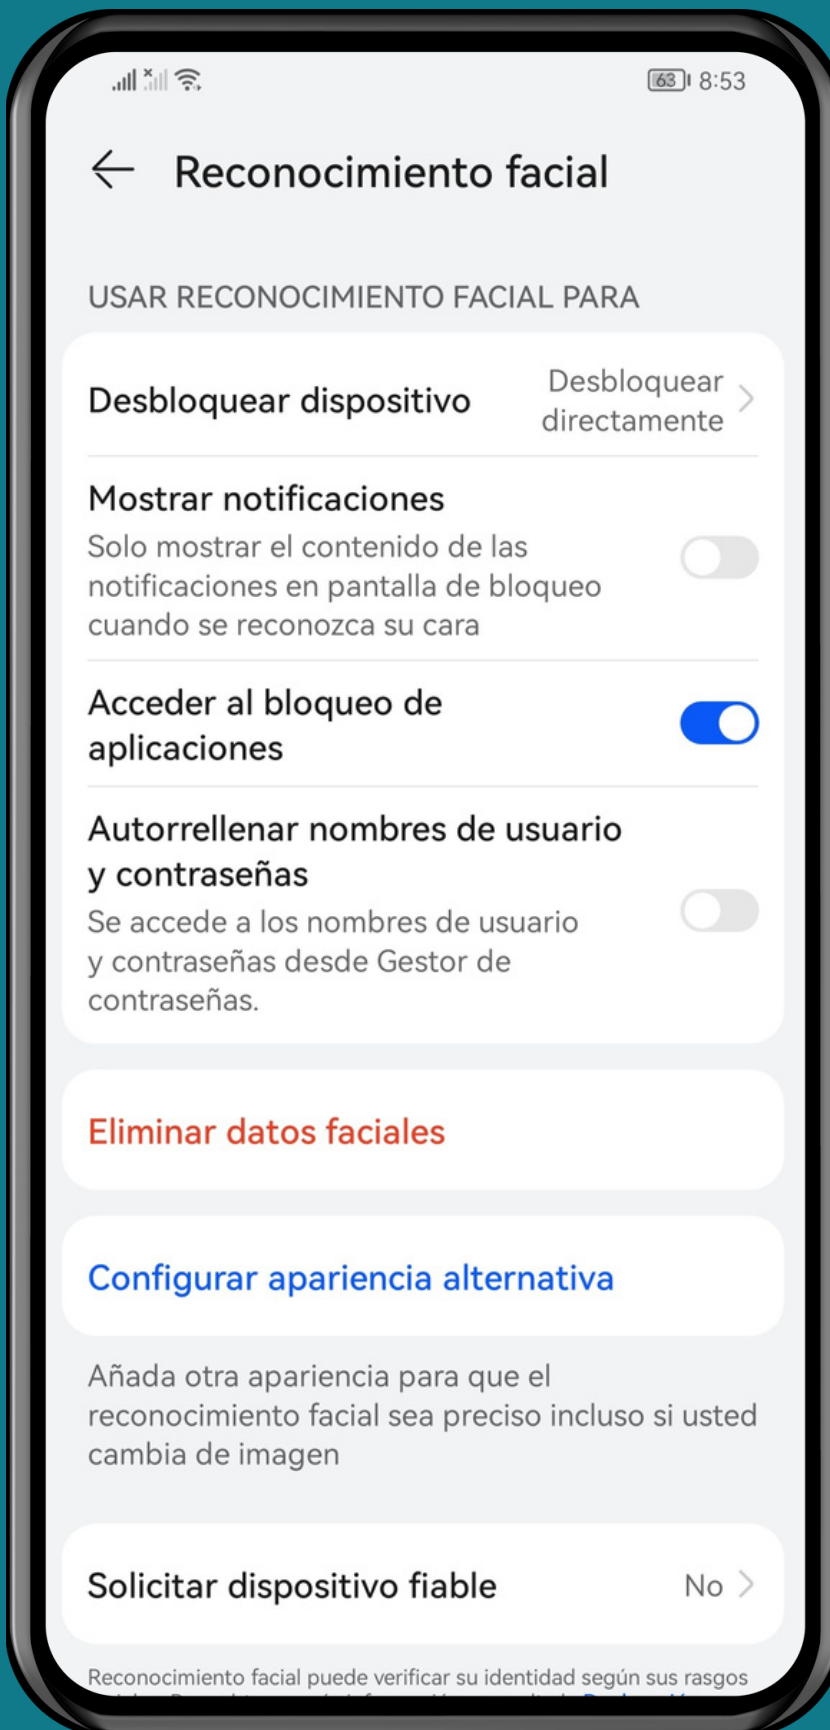 63 8:53
Reconocimiento facial
USAR RECONOCIMIENTO FACIAL PARA
Desbloquear dispositivo
Desbloquear
directamente
Mostrar notificaciones
Solo mostrar el contenido de las
notificaciones en pantalla de bloqueo
cuando se reconozca su cara
Acceder al bloqueo de
aplicaciones
Autorrellenar nombres de usuario
y contraseñas
Se accede a los nombres de usuario
y contraseñas desde Gestor de
contraseñas.
Eliminar datos faciales
Configurar apariencia alternativa
Añada otra apariencia para que el
reconocimiento facial sea preciso incluso si usted
cambia de imagen
Solicitar dispositivo fiable
No
Reconocimiento facial puede verificar su identidad según sus rasgos